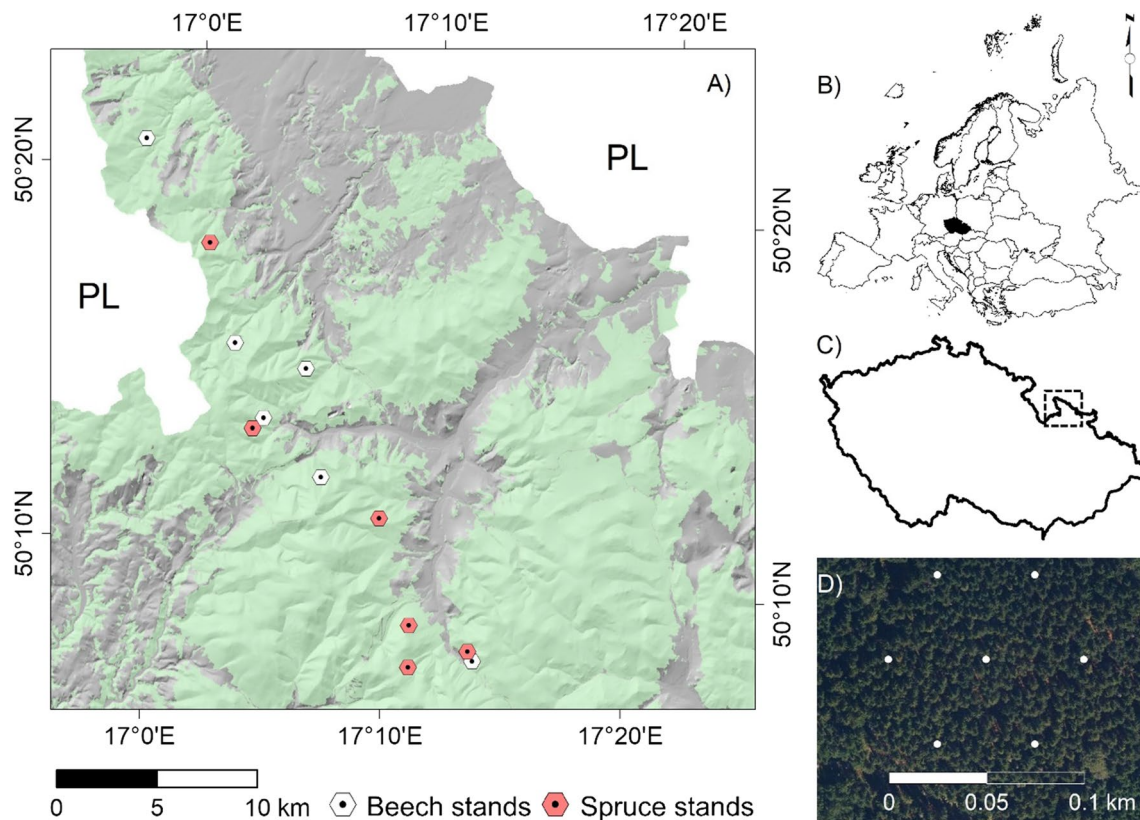 17°0'E 17°10'E 17°20'E
A)
PL
PL
50°20'N
50°10'N
50°20'N
50°10'N
17°0'E 17°10'E 17°20'E
0 5 10 km
Beech stands Spruce stands
B)
N
C)
D)
0 0.05 0.1 km